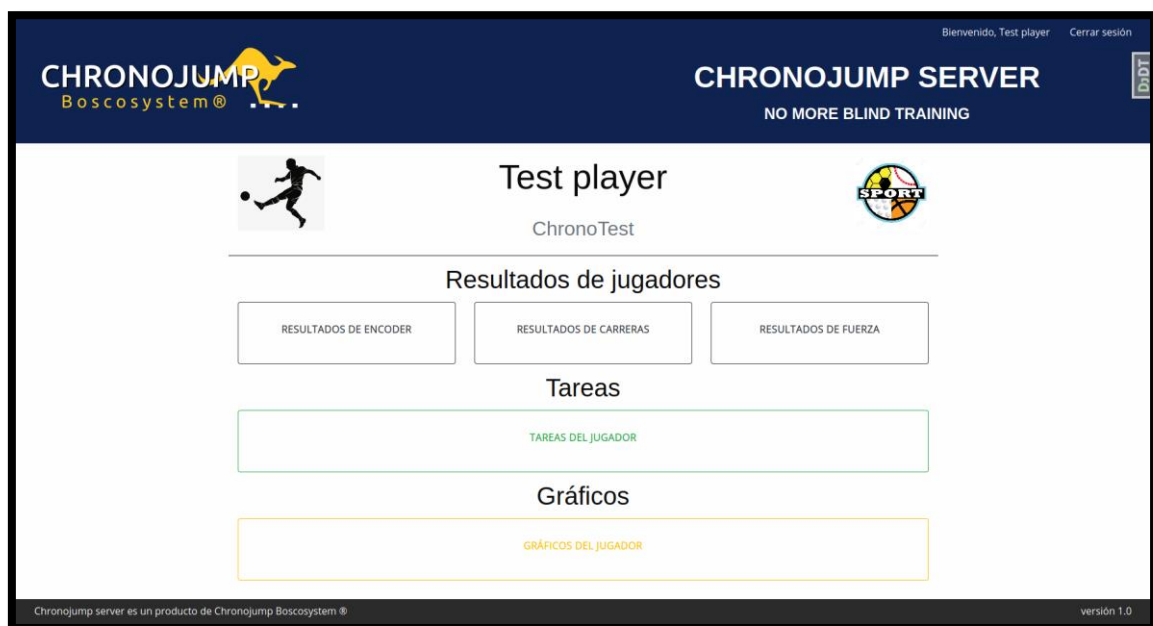 Bienvenido, Test player Cerrar sesión
CHRONOJUMP
Boscosystem®
CHRONOJUMP SERVER
NO MORE BLIND TRAINING
DjDT
Test player
SPORT
ChronoTest
Resultados de jugadores
RESULTADOS DE ENCODER RESULTADOS DE CARRERAS RESULTADOS DE FUERZA
Tareas
TAREAS DEL JUGADOR
Gráficos
GRÁFICOS DEL JUGADOR
Chronojump server es un producto de Chronojump Boscosystem ® versión 1.0